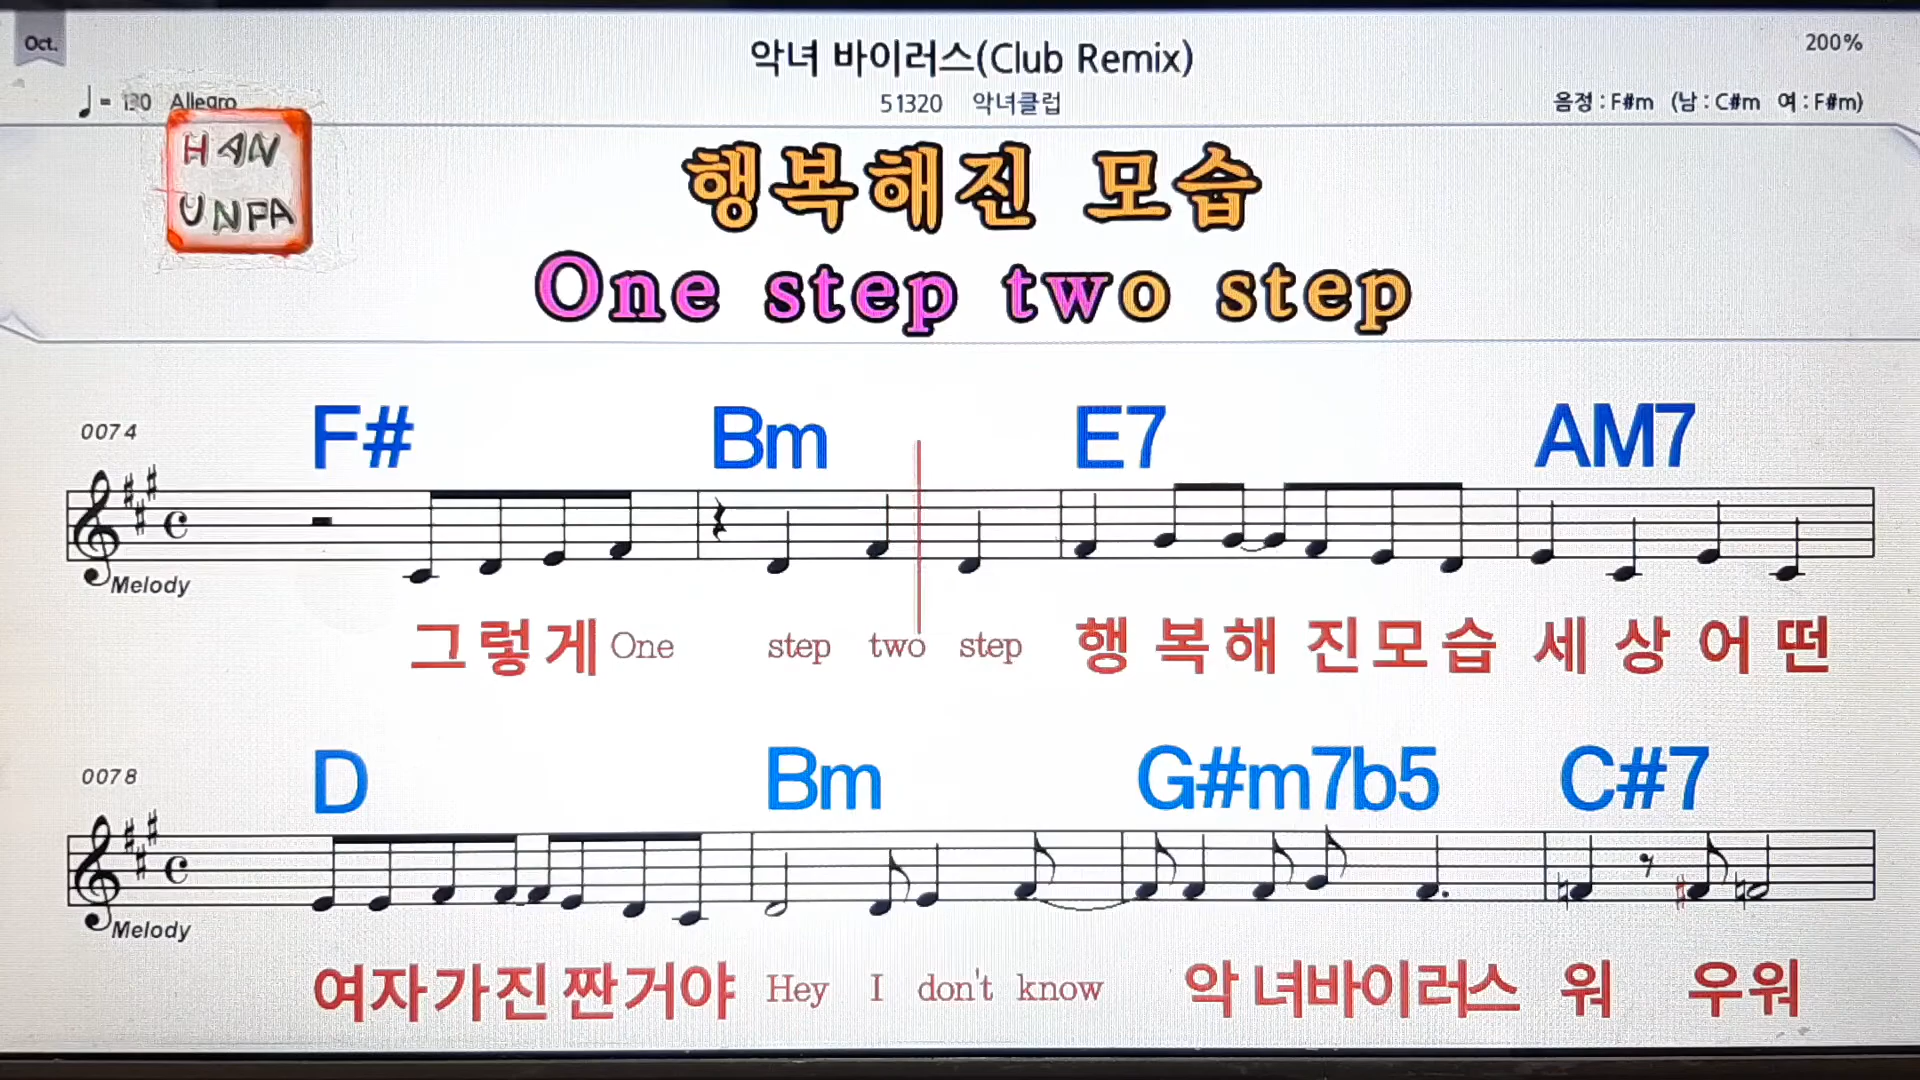 Oct.
악녀 바이러스(Club Remix)
200%
♩ = 130 Allegro
51320 악녀클럽
음정 : F#m (남 : C#m 여 : F#m)
HAN
UNPA
행복해진 모습
One step two step
0074
F# Bm E7 AM7
Melody
그렇게One step two step 행복해 진모습 세상어떤
0078
D Bm G#m7b5 C#7
Melody
여자가진짠거야 Hey I don't know 악녀바이러스 워 우워